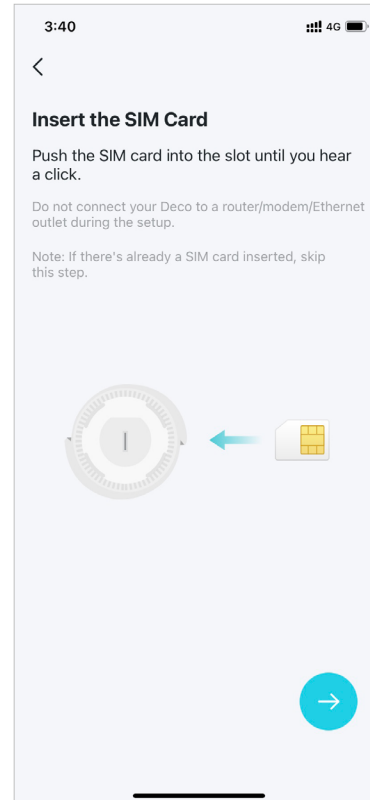 3:40
4G
Insert the SIM Card
Push the SIM card into the slot until you hear
a click.
Do not connect your Deco to a router/modem/Ethernet
outlet during the setup.
Note: If there's already a SIM card inserted, skip
this step.